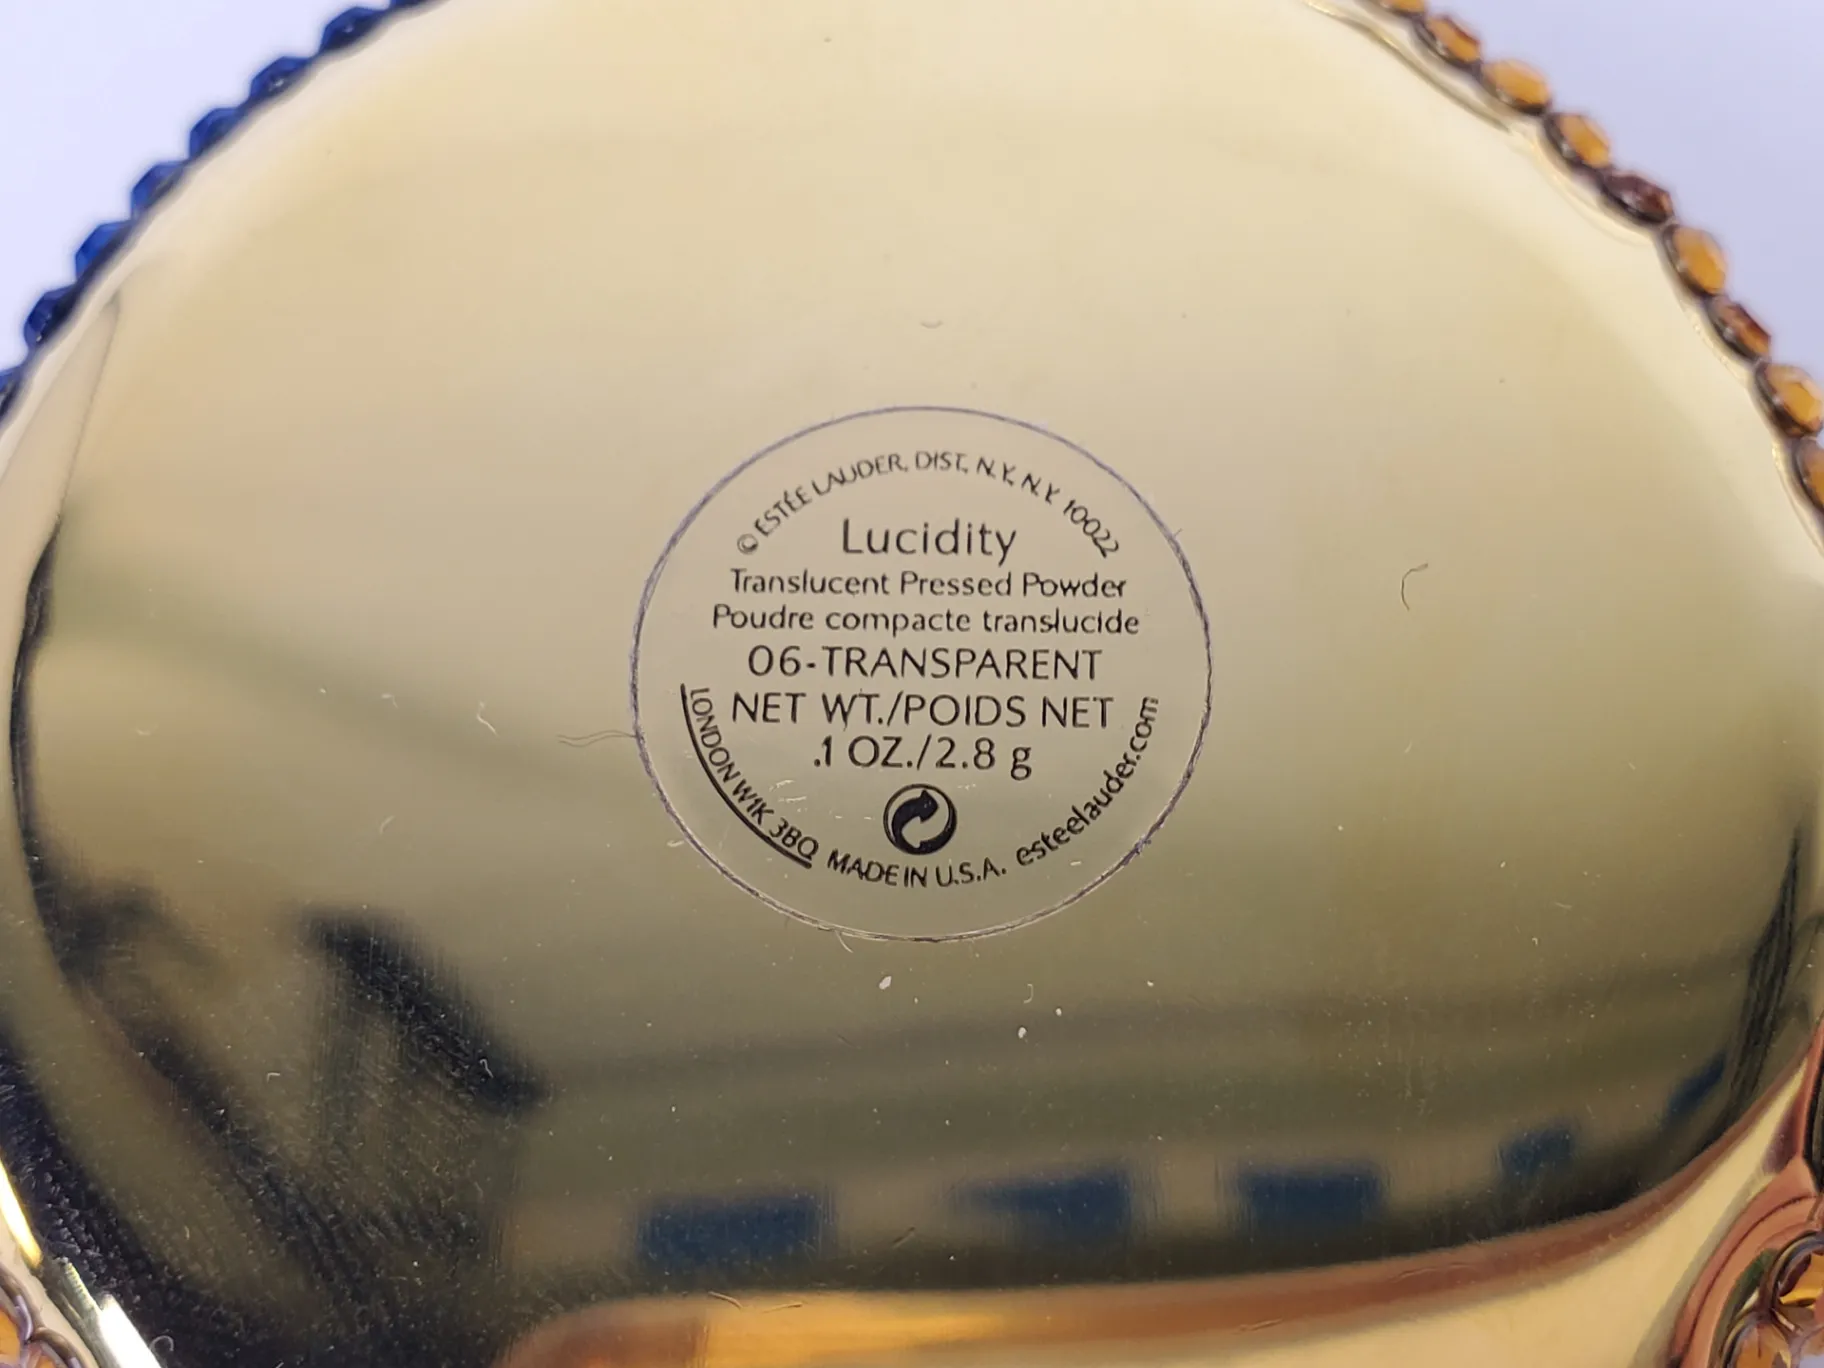 © ESTÉE LAUDER, DIST, N.Y., N.Y. 10022
Lucidity
Translucent Pressed Powder
Poudre compacte translucide
06-TRANSPARENT
NET WT./POIDS NET
.1 OZ./2.8 g
LONDON W1K 3BQ MADE IN U.S.A. esteelauder.com